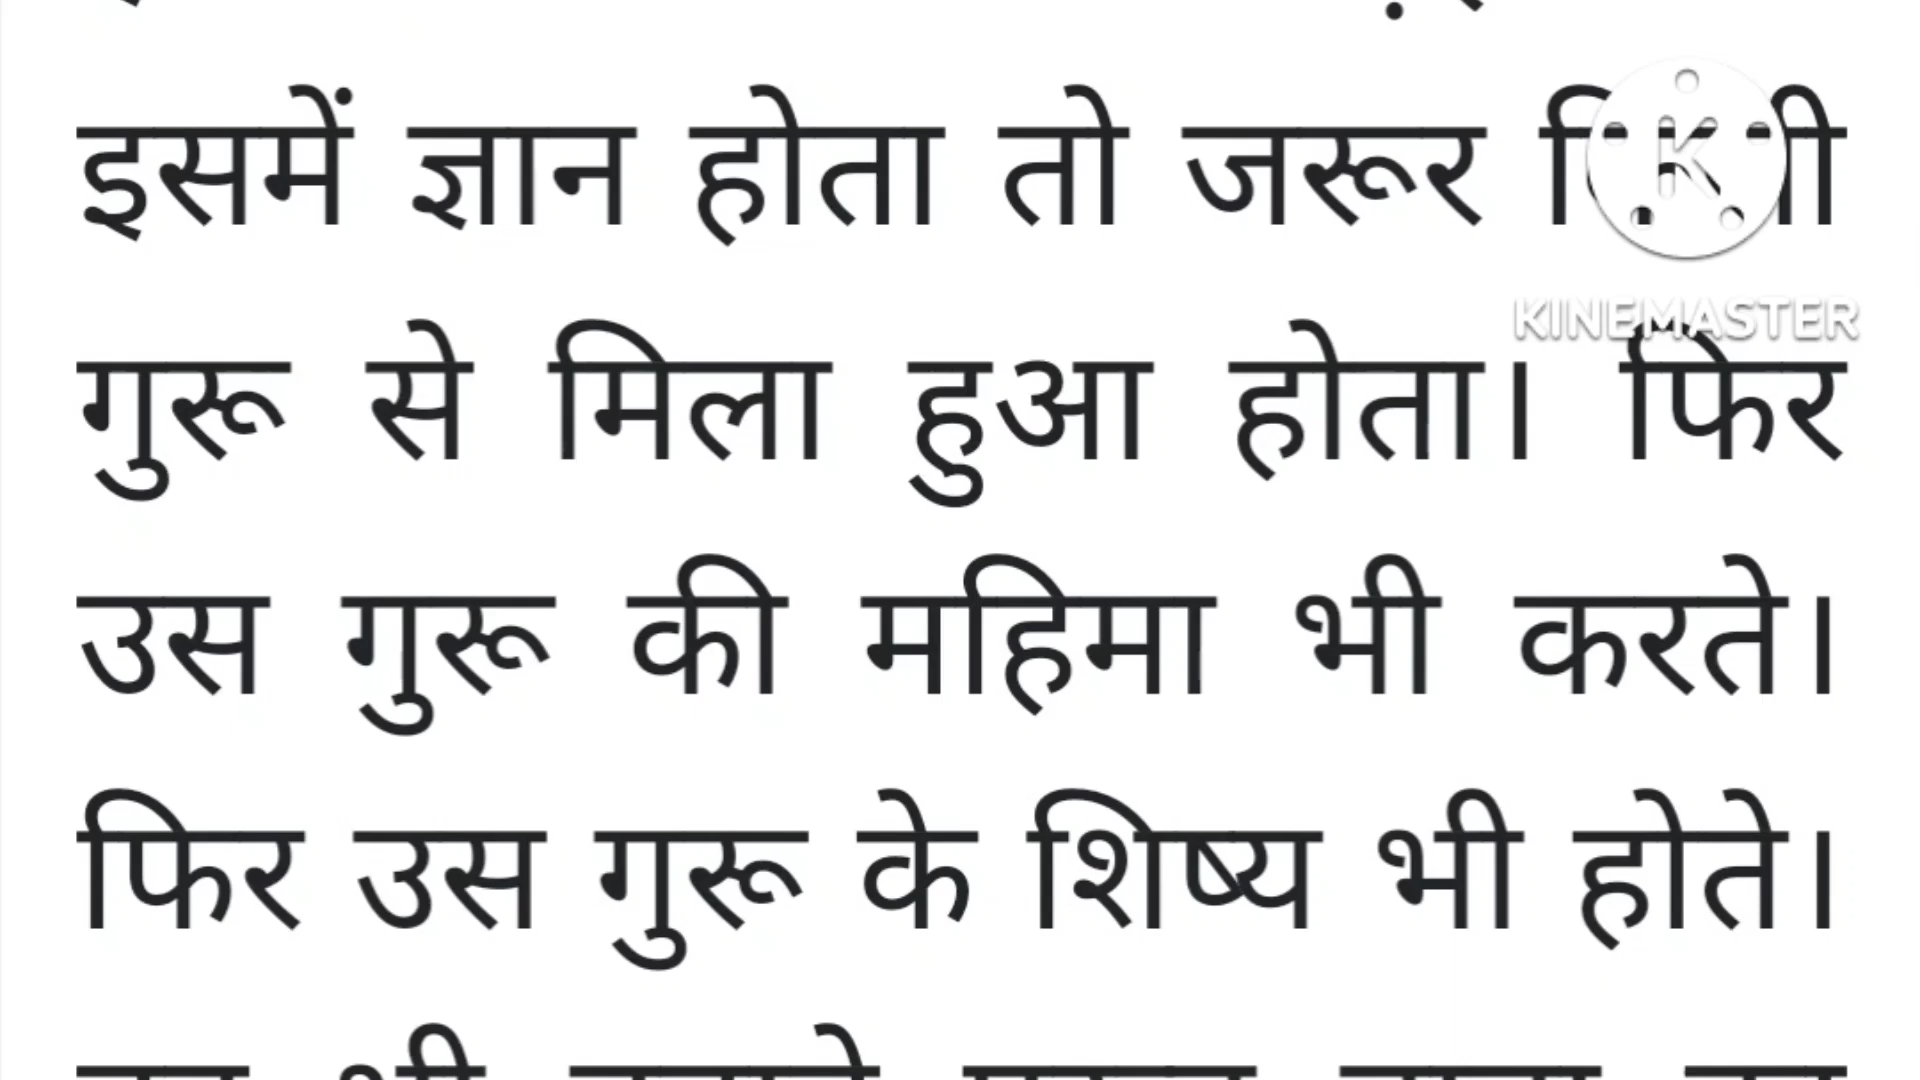 इसमें ज्ञान होता तो जरूर
KINEMASTER
गुरू से मिला हुआ होता। फिर
उस गुरू की महिमा भी करते।
फिर उस गुरू के शिष्य भी होते।